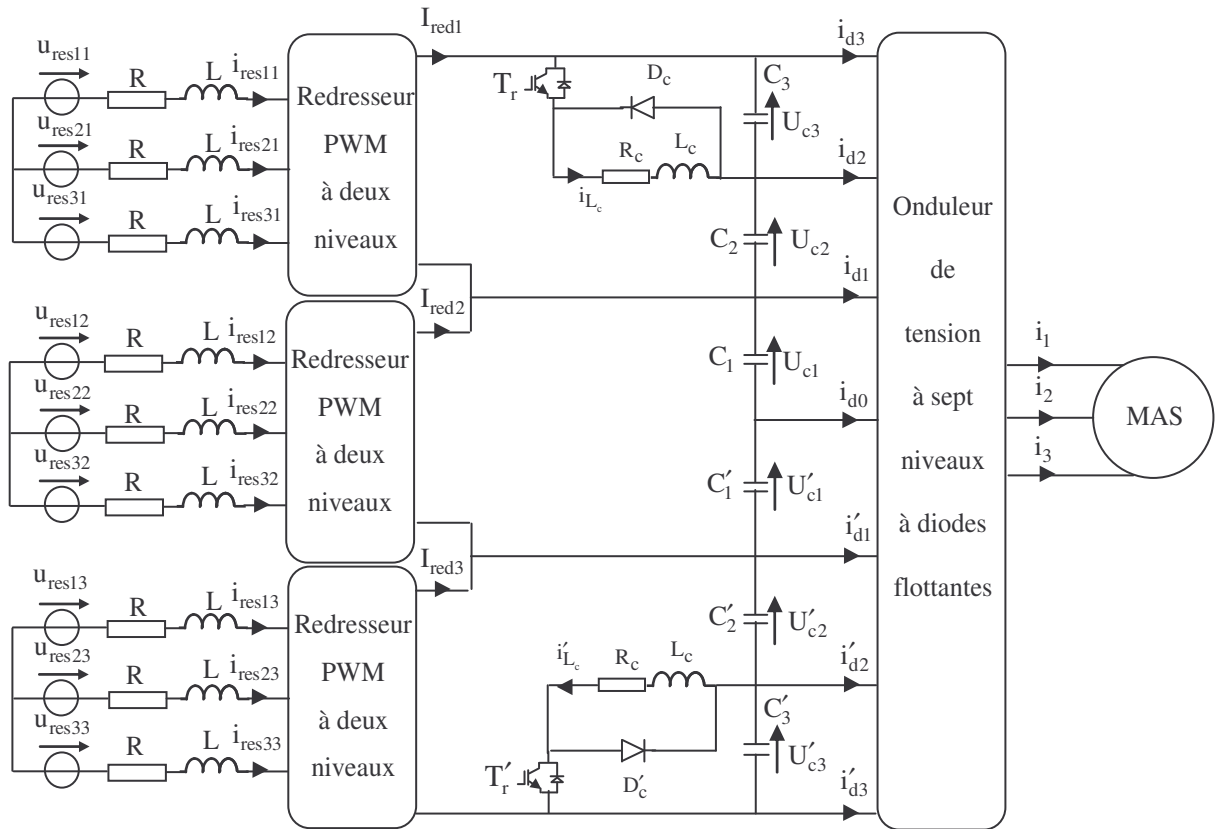 I_red1
i_d3
u_res11
R
L
i_res11
Redresseur
PWM
à deux
niveaux
T_r
D_c
C_3
U_c3
u_res21
R
L
i_res21
R_c
L_c
i_Lc
i_d2
u_res31
R
L
i_res31
Onduleur
de
tension
à sept
niveaux
à diodes
flottantes
C_2
U_c2
I_red2
i_d1
u_res12
R
L
i_res12
Redresseur
PWM
à deux
niveaux
C_1
U_c1
i_1
u_res22
R
L
i_res22
i_d0
i_2
MAS
u_res32
R
L
i_res32
i_3
C'_1
U'_c1
I_red3
i'_d1
u_res13
R
L
i_res13
Redresseur
PWM
à deux
niveaux
C'_2
U'_c2
u_res23
R
L
i_res23
i'_Lc
R_c
L_c
i'_d2
u_res33
R
L
i_res33
C'_3
U'_c3
T'_r
D'_c
i'_d3